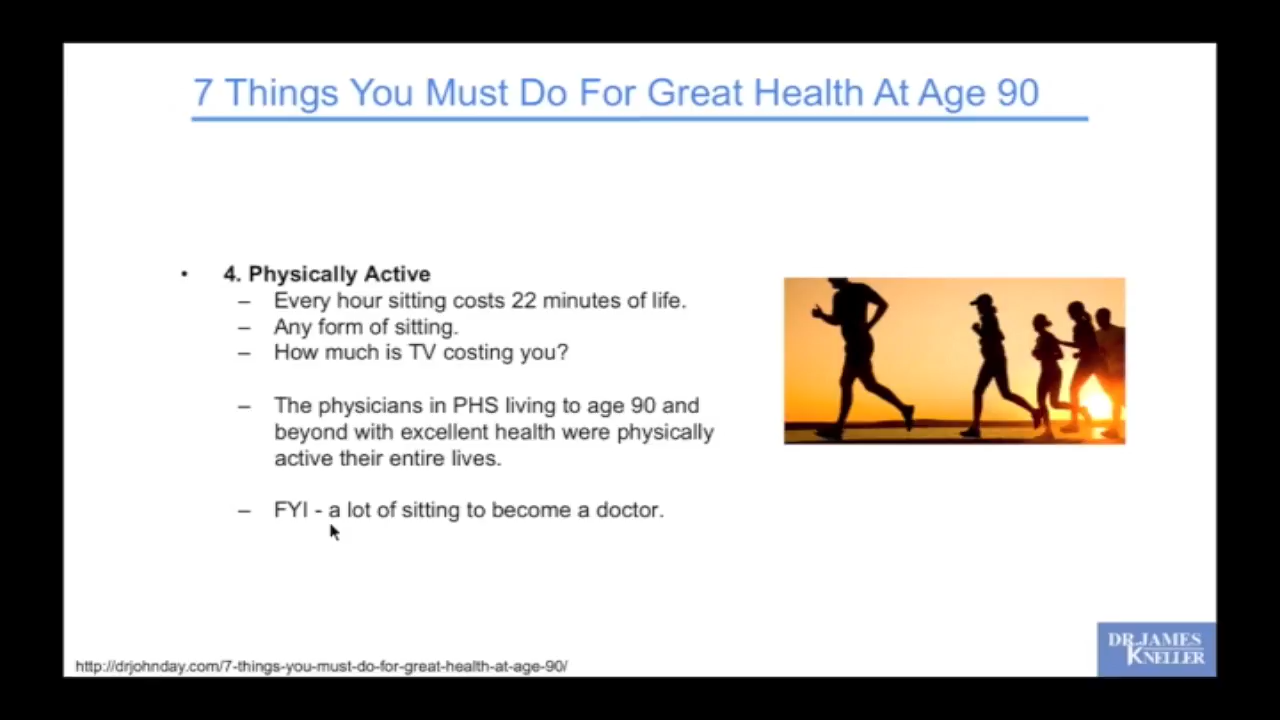 7 Things You Must Do For Great Health At Age 90
• 4. Physically Active
– Every hour sitting costs 22 minutes of life.
– Any form of sitting.
– How much is TV costing you?
– The physicians in PHS living to age 90 and
beyond with excellent health were physically
active their entire lives.
– FYI - a lot of sitting to become a doctor.
http://drjohnday.com/7-things-you-must-do-for-great-health-at-age-90/
DR.JAMES
KNELLER